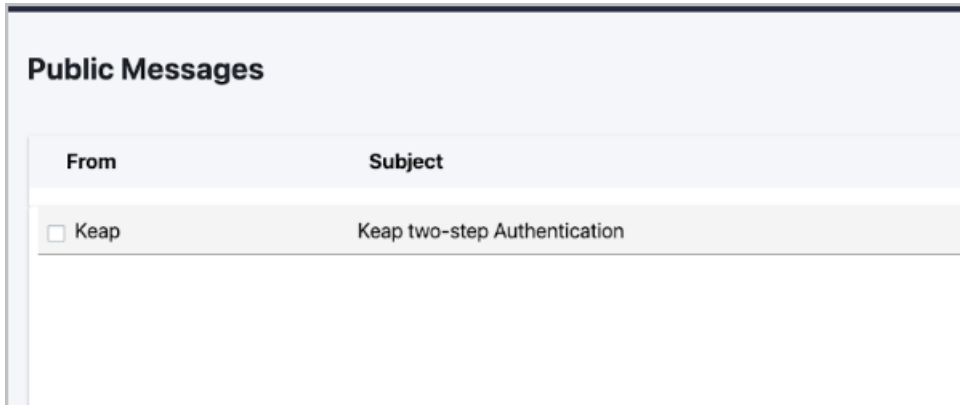 Public Messages
From Subject
Keap Keap two-step Authentication